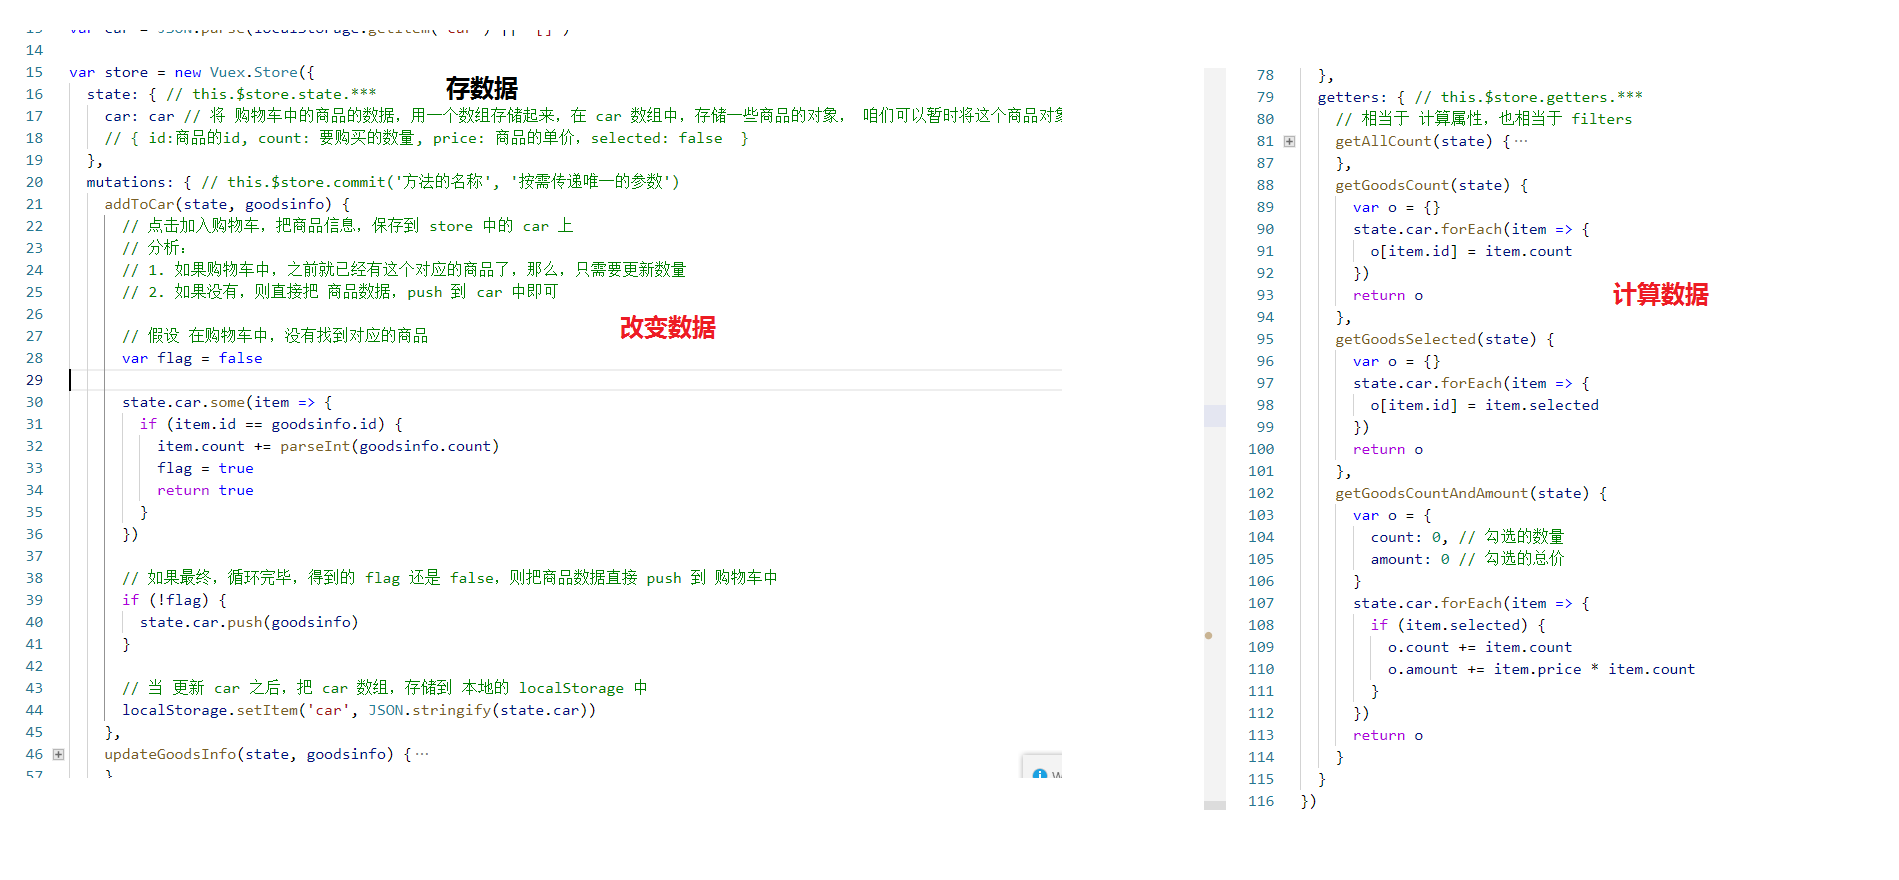 13 var car = JSON.parse(localStorage.getItem('car') || '[]')
14
15 var store = new Vuex.Store({
存数据
16 state: { // this.$store.state.***
17 car: car // 将 购物车中的商品的数据，用一个数组存储起来，在 car 数组中，存储一些商品的对象， 咱们可以暂时将这个商品对象
18 // { id:商品的id, count: 要购买的数量, price: 商品的单价，selected: false  }
19 },
20 mutations: { // this.$store.commit('方法的名称', '按需传递唯一的参数')
21 addToCar(state, goodsinfo) {
22 // 点击加入购物车，把商品信息，保存到 store 中的 car 上
23 // 分析：
24 // 1. 如果购物车中，之前就已经有这个对应的商品了，那么，只需要更新数量
25 // 2. 如果没有，则直接把 商品数据，push 到 car 中即可
26
27 // 假设 在购物车中，没有找到对应的商品
改变数据
28 var flag = false
29
30 state.car.some(item => {
31 if (item.id == goodsinfo.id) {
32 item.count += parseInt(goodsinfo.count)
33 flag = true
34 return true
35 }
36 })
37
38 // 如果最终，循环完毕，得到的 flag 还是 false，则把商品数据直接 push 到 购物车中
39 if (!flag) {
40 state.car.push(goodsinfo)
41 }
42
43 // 当 更新 car 之后，把 car 数组，存储到 本地的 localStorage 中
44 localStorage.setItem('car', JSON.stringify(state.car))
45 },
46 updateGoodsInfo(state, goodsinfo) {…
57 }
78 },
79 getters: { // this.$store.getters.***
80 // 相当于 计算属性，也相当于 filters
81 getAllCount(state) {…
87 },
88 getGoodsCount(state) {
89 var o = {}
90 state.car.forEach(item => {
91 o[item.id] = item.count
92 })
93 return o
计算数据
94 },
95 getGoodsSelected(state) {
96 var o = {}
97 state.car.forEach(item => {
98 o[item.id] = item.selected
99 })
100 return o
101 },
102 getGoodsCountAndAmount(state) {
103 var o = {
104 count: 0, // 勾选的数量
105 amount: 0 // 勾选的总价
106 }
107 state.car.forEach(item => {
108 if (item.selected) {
109 o.count += item.count
110 o.amount += item.price * item.count
111 }
112 })
113 return o
114 }
115 }
116 })